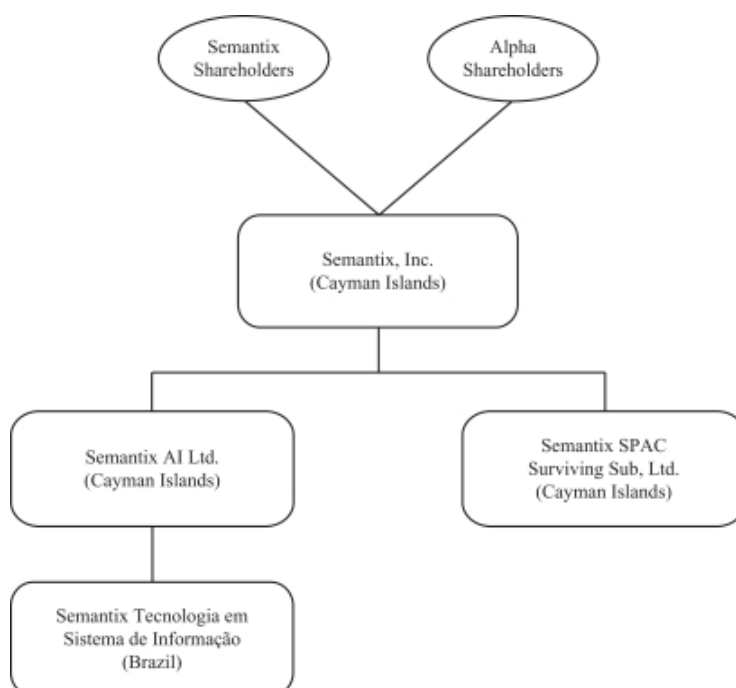 Semantix
Shareholders
Alpha
Shareholders
Semantix, Inc.
(Cayman Islands)
Semantix AI Ltd.
(Cayman Islands)
Semantix SPAC
Surviving Sub, Ltd.
(Cayman Islands)
Semantix Tecnologia em
Sistema de Informação
(Brazil)